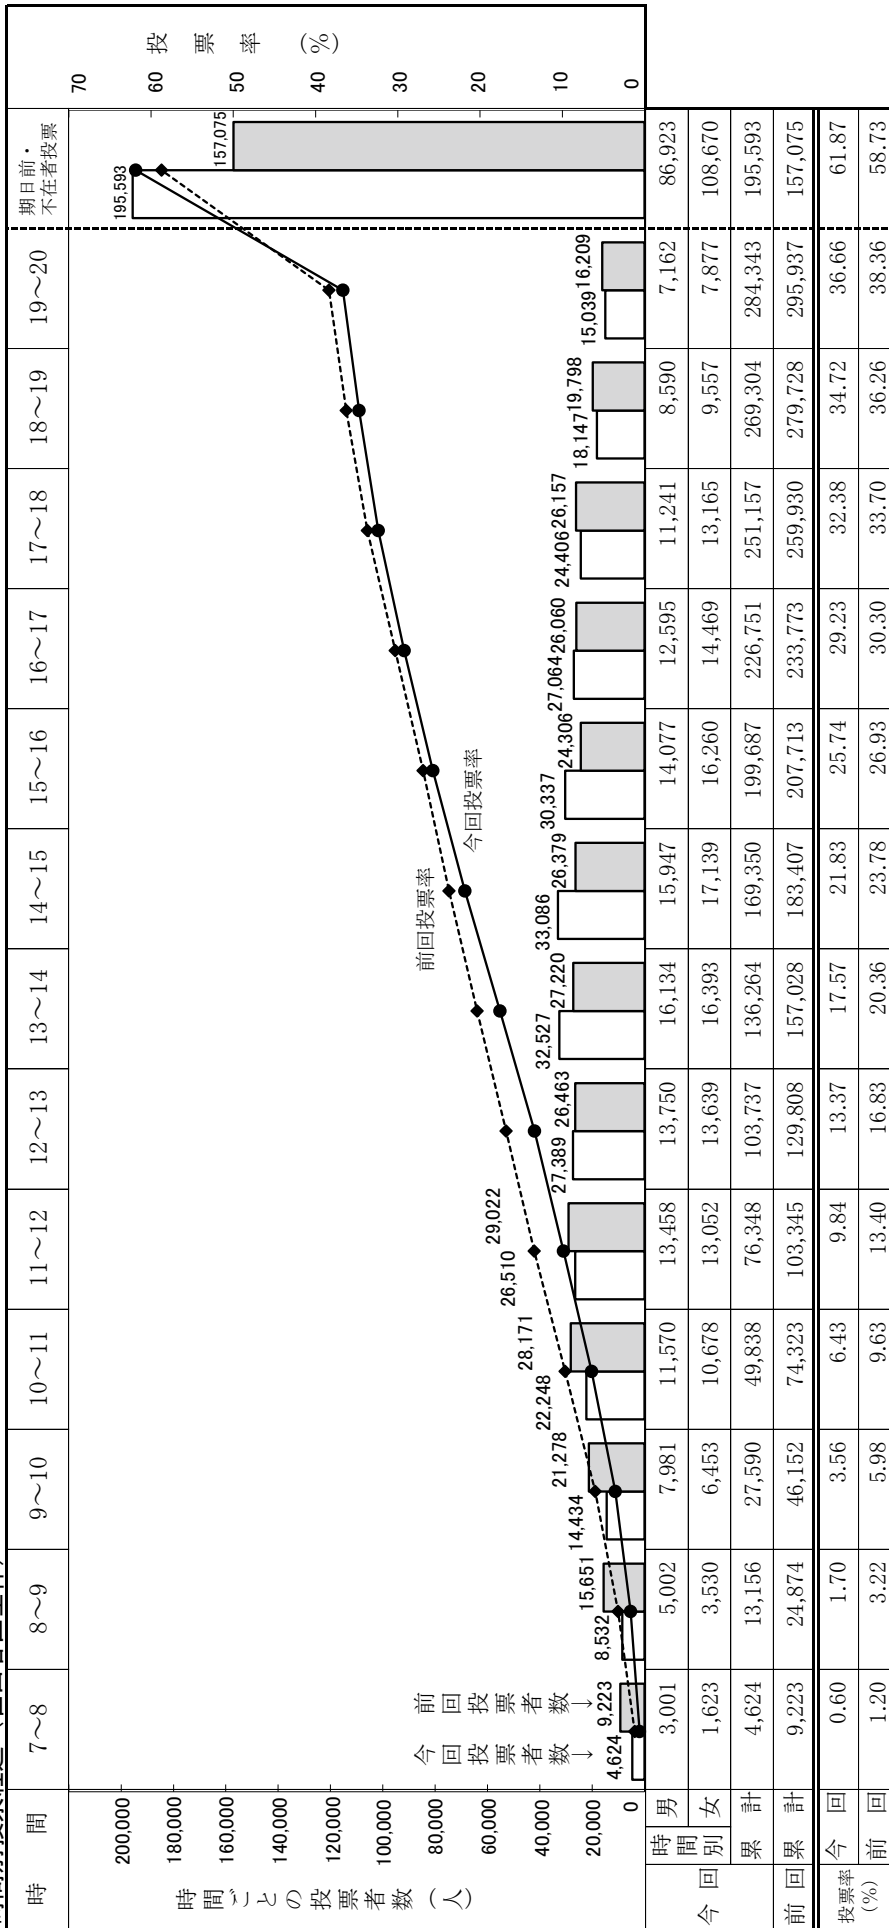 時　間 7～8 8～9 9～10 10～11 11～12 12～13 13～14 14～15 15～16 16～17 17～18 18～19 19～20 期日前・不在者投票
時間ごとの投票者数（人）
200,000
180,000
160,000
140,000
120,000
100,000
80,000
60,000
40,000
20,000
0
投票率（%）
70
60
50
40
30
20
10
0
今回投票者数→
前回投票者数→
前回投票率
今回投票率
4,624 9,223
8,532 15,651
14,434 21,278
22,248 28,171
26,510 29,022
27,389 26,463
32,527 27,220
33,086 26,379
30,337 24,306
27,064 26,060
24,406 26,157
18,147 19,798
15,039 16,209
195,593 157,075
今回 時間別 男 3,001 5,002 7,981 11,570 13,458 13,750 16,134 15,947 14,077 12,595 11,241 8,590 7,162 86,923
女 1,623 3,530 6,453 10,678 13,052 13,639 16,393 17,139 16,260 14,469 13,165 9,557 7,877 108,670
累計 4,624 13,156 27,590 49,838 76,348 103,737 136,264 169,350 199,687 226,751 251,157 269,304 284,343 195,593
前回 累計 9,223 24,874 46,152 74,323 103,345 129,808 157,028 183,407 207,713 233,773 259,930 279,728 295,937 157,075
投票率（%） 今回 0.60 1.70 3.56 6.43 9.84 13.37 17.57 21.83 25.74 29.23 32.38 34.72 36.66 61.87
前回 1.20 3.22 5.98 9.63 13.40 16.83 20.36 23.78 26.93 30.30 33.70 36.26 38.36 58.73